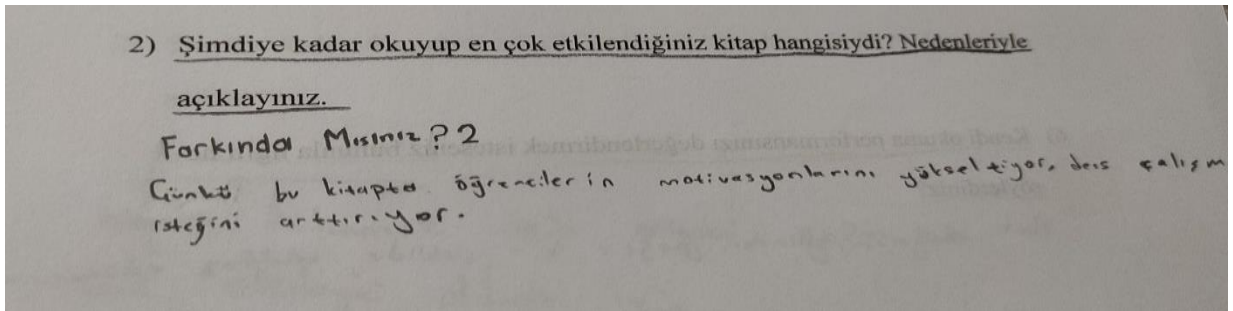 2) Şimdiye kadar okuyup en çok etkilendiğiniz kitap hangisiydi? Nedenleriyle
açıklayınız.
Farkında Mısınız? 2
Çünkü bu kitapta öğrencilerin motivasyonlarını yükseltiyor, ders çalışm
isteğini arttırıyor.